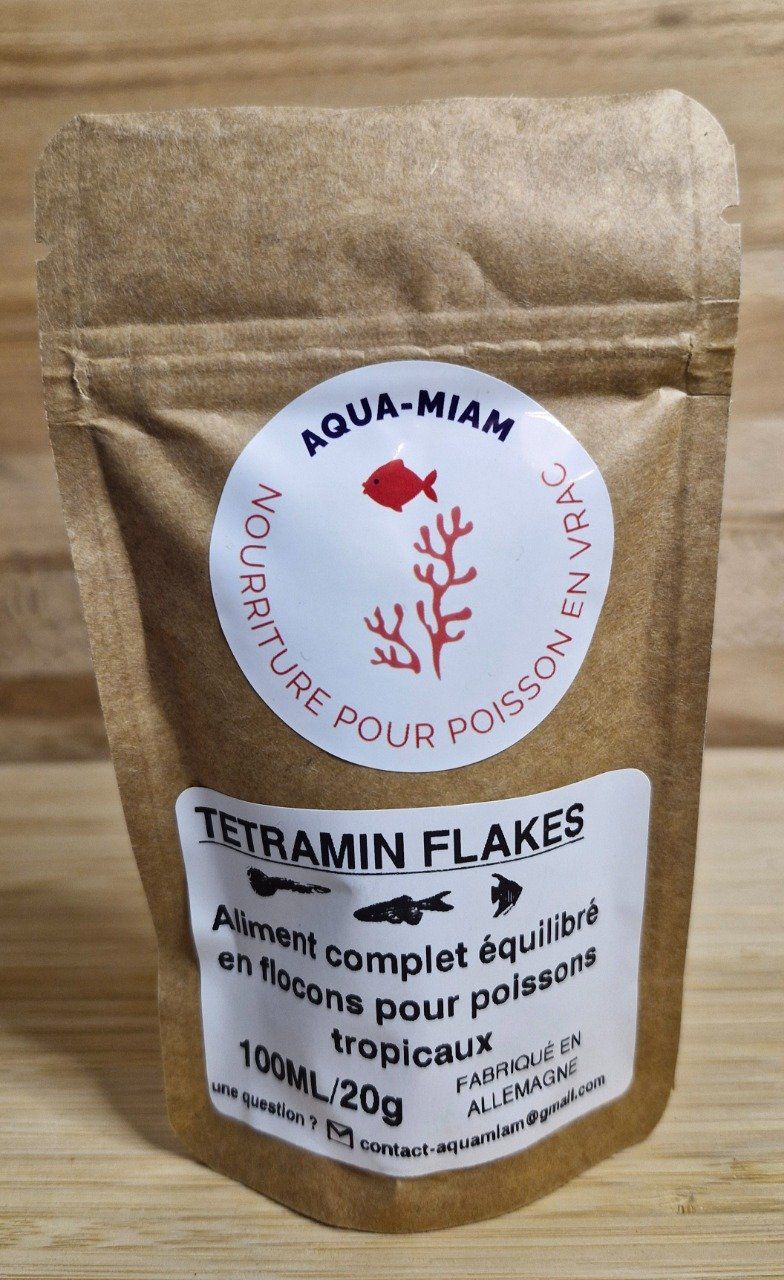 AQUA-MIAM
NOURRITURE POUR POISSON EN VRAC
TETRAMIN FLAKES
Aliment complet équilibré
en flocons pour poissons
tropicaux
100ML/20g
FABRIQUÉ EN
ALLEMAGNE
une question ?
contact-aquamiam@gmail.com